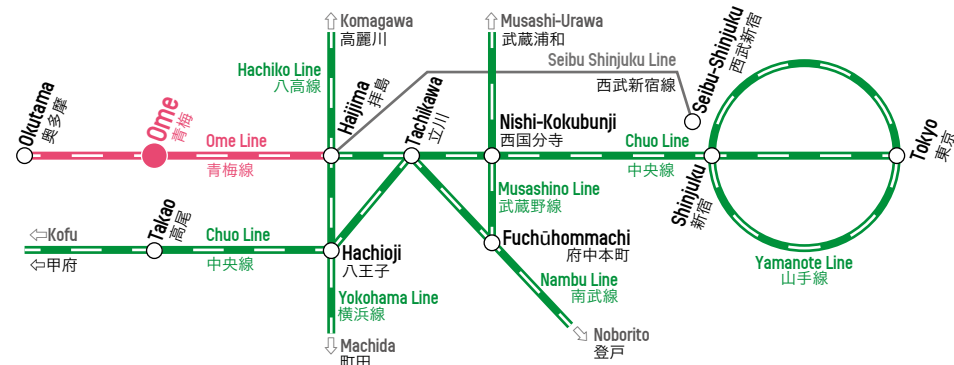 Komagawa
高麗川
Musashi-Urawa
武蔵浦和
Seibu Shinjuku Line
西武新宿線
Hachiko Line
八高線
Seibu-Shinjuku
西武新宿
Okutama
奥多摩
Ome
青梅
Ome Line
青梅線
Haijima
拝島
Tachikawa
立川
Nishi-Kokubunji
西国分寺
Chuo Line
中央線
Shinjuku
新宿
Tokyo
東京
Musashino Line
武蔵野線
⇦Kofu
⇦甲府
Takao
高尾
Chuo Line
中央線
Hachioji
八王子
Fuchūhommachi
府中本町
Yamanote Line
山手線
Nambu Line
南武線
Yokohama Line
横浜線
Noborito
登戸
Machida
町田